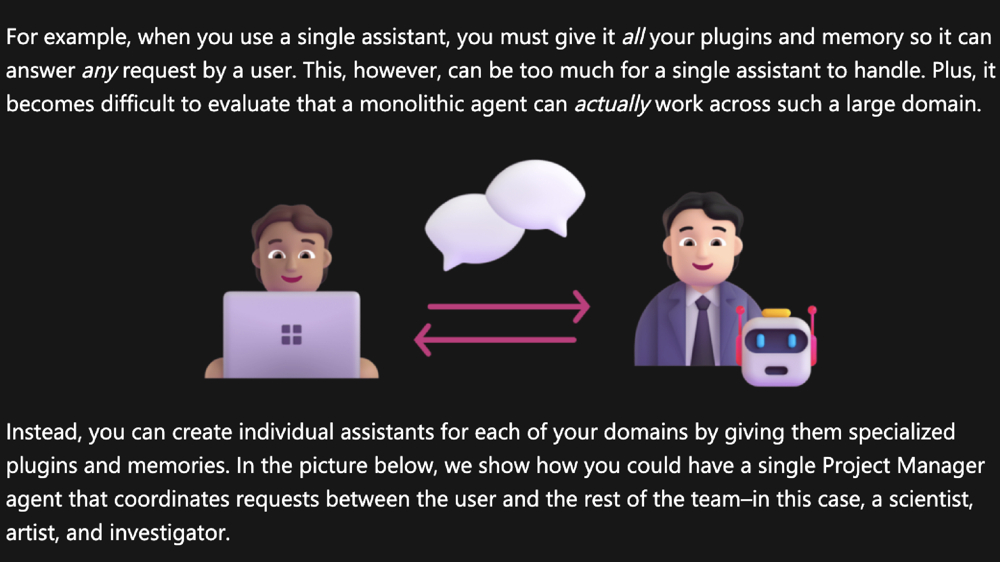 For example, when you use a single assistant, you must give it all your plugins and memory so it can
answer any request by a user. This, however, can be too much for a single assistant to handle. Plus, it
becomes difficult to evaluate that a monolithic agent can actually work across such a large domain.
Instead, you can create individual assistants for each of your domains by giving them specialized
plugins and memories. In the picture below, we show how you could have a single Project Manager
agent that coordinates requests between the user and the rest of the team–in this case, a scientist,
artist, and investigator.